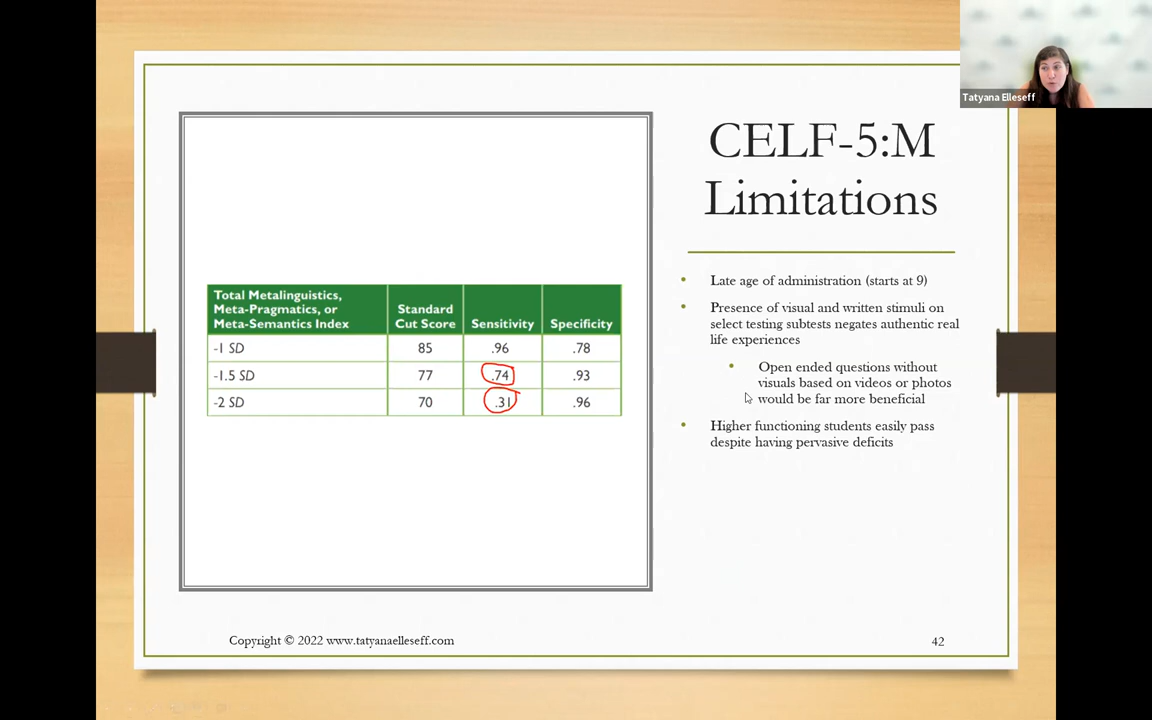 Tatyana Elleseff
CELF-5:M
Limitations
Total Metalinguistics,
Meta-Pragmatics, or
Meta-Semantics Index
Standard
Cut Score
Sensitivity
Specificity
-1 SD 85 .96 .78
-1.5 SD 77 .74 .93
-2 SD 70 .31 .96
• Late age of administration (starts at 9)
• Presence of visual and written stimuli on
select testing subtests negates authentic real
life experiences
• Open ended questions without
visuals based on videos or photos
would be far more beneficial
• Higher functioning students easily pass
despite having pervasive deficits
Copyright © 2022 www.tatyanaelleseff.com
42